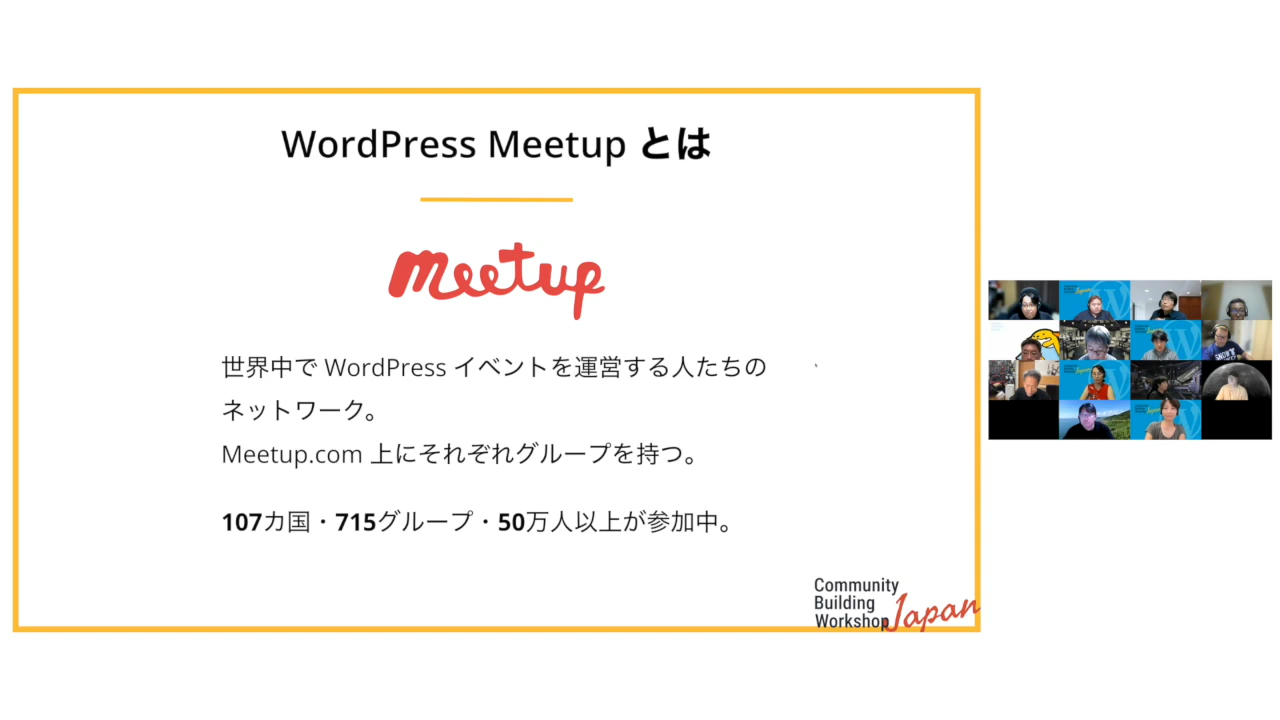 WordPress Meetup とは
meetup
世界中で WordPress イベントを運営する人たちの
ネットワーク。
Meetup.com 上にそれぞれグループを持つ。
107カ国・715グループ・50万人以上が参加中。
Community
Building
Workshop
Japan